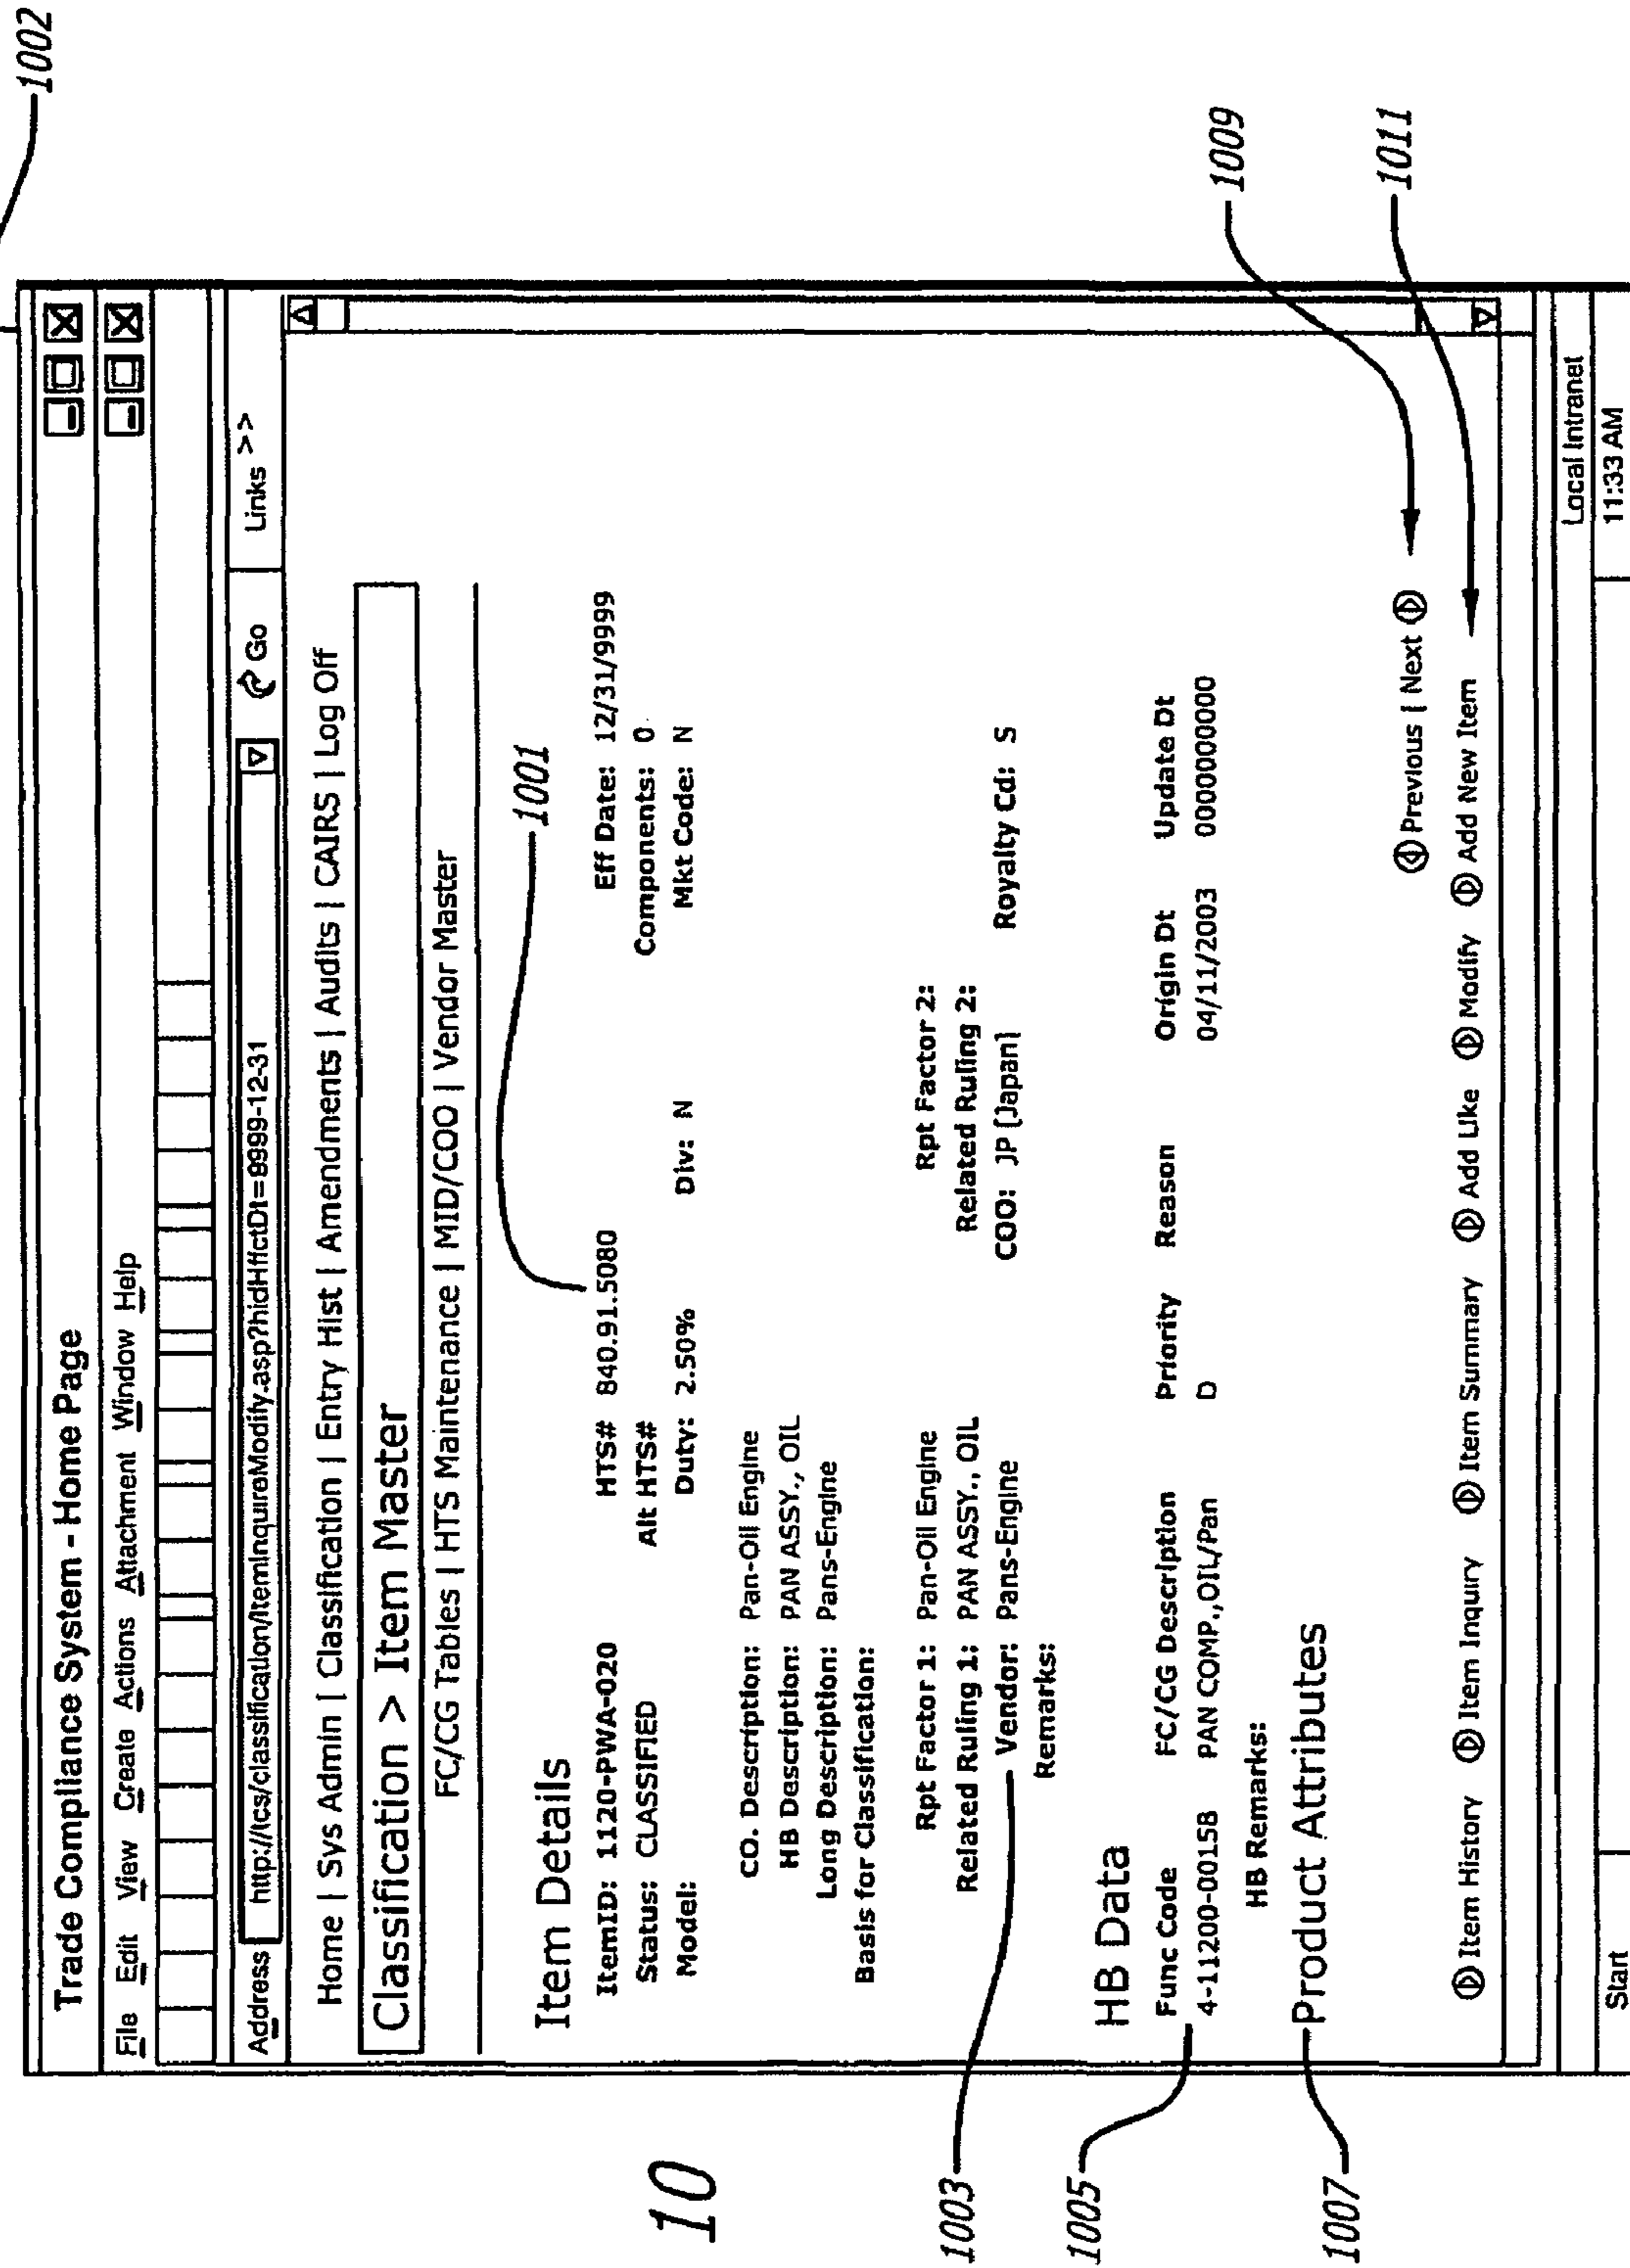 1002
Trade Compliance System - Home Page
File Edit View Create Actions Attachment Window Help
Address http://tcs/classification/ItemInquireModify.asp?hidHffctDt=9999-12-31 Go Links >>
Home | Sys Admin | Classification | Entry Hist | Amendments | Audits | CAIRS | Log Off
Classification > Item Master
FC/CG Tables | HTS Maintenance | MID/COO | Vendor Master
1001
Item Details
ItemID: 1120-PWA-020 HTS# 840.91.5080 Eff Date: 12/31/9999
Status: CLASSIFIED Alt HTS# Components: 0
Model: Duty: 2.50% Div: N Mkt Code: N
10
CO. Description: Pan-Oil Engine
HB Description: PAN ASSY., OIL
Long Description: Pans-Engine
Basis for Classification:
Rpt Factor 1: Pan-Oil Engine Rpt Factor 2:
Related Ruling 1: PAN ASSY., OIL Related Ruling 2:
1003 Vendor: Pans-Engine COO: JP [Japan] Royalty Cd: S
Remarks:
HB Data
1005
Func Code FC/CG Description Priority Reason Origin Dt Update Dt
4-11200-00158 PAN COMP.,OIL/Pan D 04/11/2003 0000000000
HB Remarks:
1007 Product Attributes
1009
Previous | Next
1011
Item History Item Inquiry Item Summary Add Like Modify Add New Item
Local Intranet
Start 11:33 AM